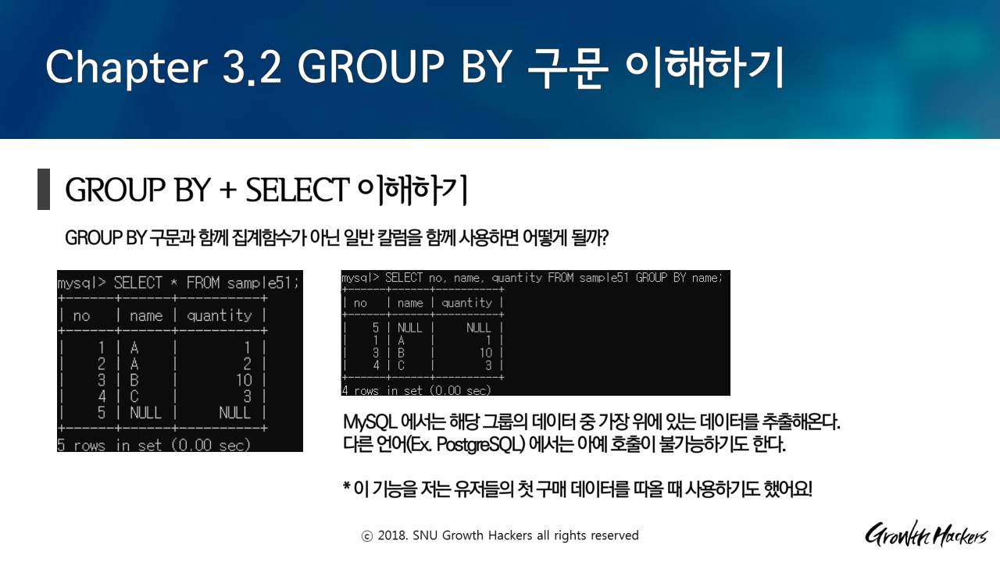 Chapter 3.2 GROUP BY 구문 이해하기
GROUP BY + SELECT 이해하기
GROUP BY 구문과 함께 집계함수가 아닌 일반 칼럼을 함께 사용하면 어떻게 될까?
mysql> SELECT * FROM sample51;
+------+------+----------+
| no   | name | quantity |
+------+------+----------+
|    1 | A    |        1 |
|    2 | A    |        2 |
|    3 | B    |       10 |
|    4 | C    |        3 |
|    5 | NULL |     NULL |
+------+------+----------+
5 rows in set (0.00 sec)
mysql> SELECT no, name, quantity FROM sample51 GROUP BY name;
+------+------+----------+
| no   | name | quantity |
+------+------+----------+
|    5 | NULL |     NULL |
|    1 | A    |        1 |
|    3 | B    |       10 |
|    4 | C    |        3 |
+------+------+----------+
4 rows in set (0.00 sec)
MySQL 에서는 해당 그룹의 데이터 중 가장 위에 있는 데이터를 추출해온다.
다른 언어(Ex. PostgreSQL) 에서는 아예 호출이 불가능하기도 한다.
* 이 기능을 저는 유저들의 첫 구매 데이터를 따올 때 사용하기도 했어요!
ⓒ 2018. SNU Growth Hackers all rights reserved
Growth Hackers